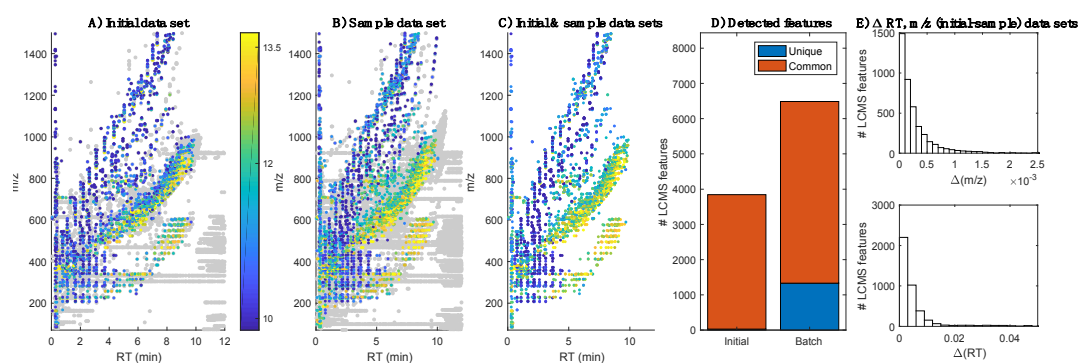 A) Initial data set
B) Sample data set
C) Initial & sample data sets
D) Detected features
E) Δ RT, m/z (initial-sample) data sets
1400
1200
1000
800
600
400
200
m/z
0 2 4 6 8 10 12
RT (min)
13.5
12
10
1400
1200
1000
800
600
400
200
m/z
0 5 10
RT (min)
1400
1200
1000
800
600
400
200
0 5 10
RT (min)
8000
7000
6000
5000
4000
3000
2000
1000
0
# LCMS features
Unique
Common
Initial Batch
1500
1000
500
0
# LCMS features
0 0.5 1 1.5 2 2.5
Δ(m/z) ×10⁻³
3000
2000
1000
0
# LCMS features
0 0.02 0.04
Δ(RT)